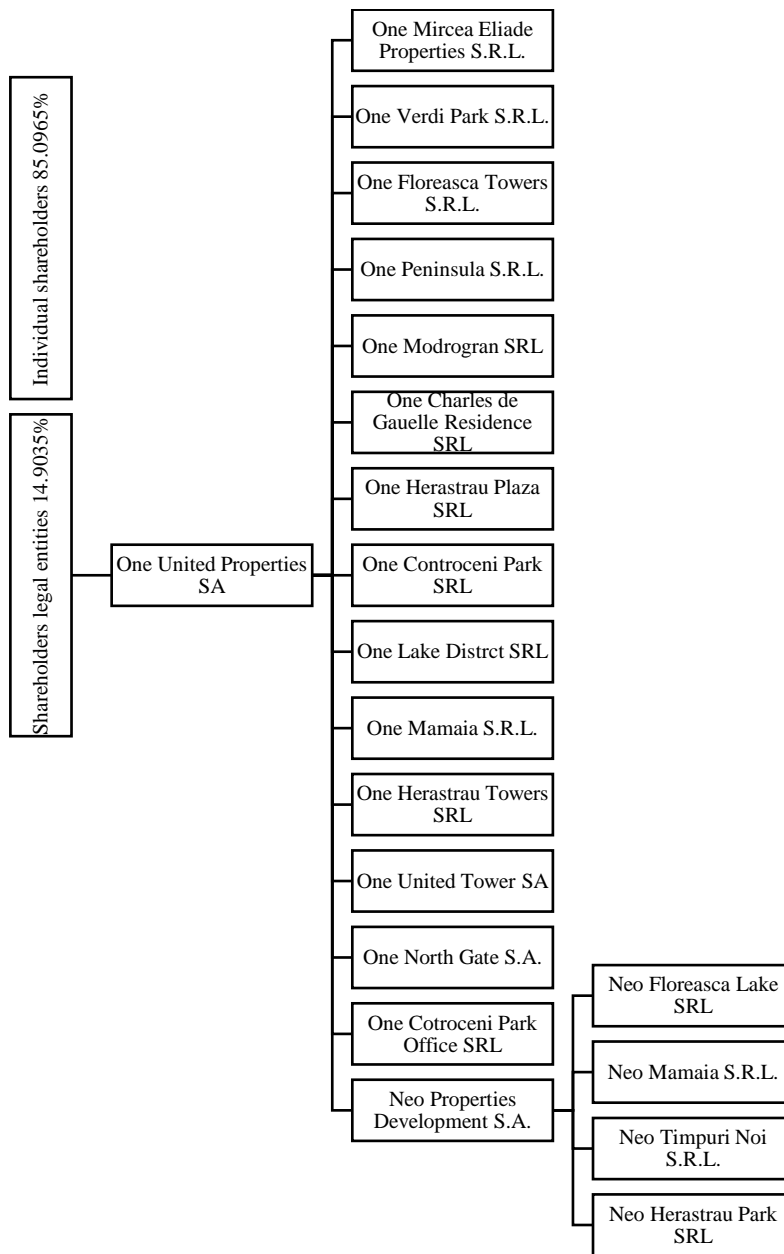 Individual shareholders 85.0965%
Shareholders legal entities 14.9035%
One United Properties
SA
One Mircea Eliade
Properties S.R.L.
One Verdi Park S.R.L.
One Floreasca Towers
S.R.L.
One Peninsula S.R.L.
One Modrogran SRL
One Charles de
Gauelle Residence
SRL
One Herastrau Plaza
SRL
One Controceni Park
SRL
One Lake Distrct SRL
One Mamaia S.R.L.
One Herastrau Towers
SRL
One United Tower SA
One North Gate S.A.
One Cotroceni Park
Office SRL
Neo Properties
Development S.A.
Neo Floreasca Lake
SRL
Neo Mamaia S.R.L.
Neo Timpuri Noi
S.R.L.
Neo Herastrau Park
SRL